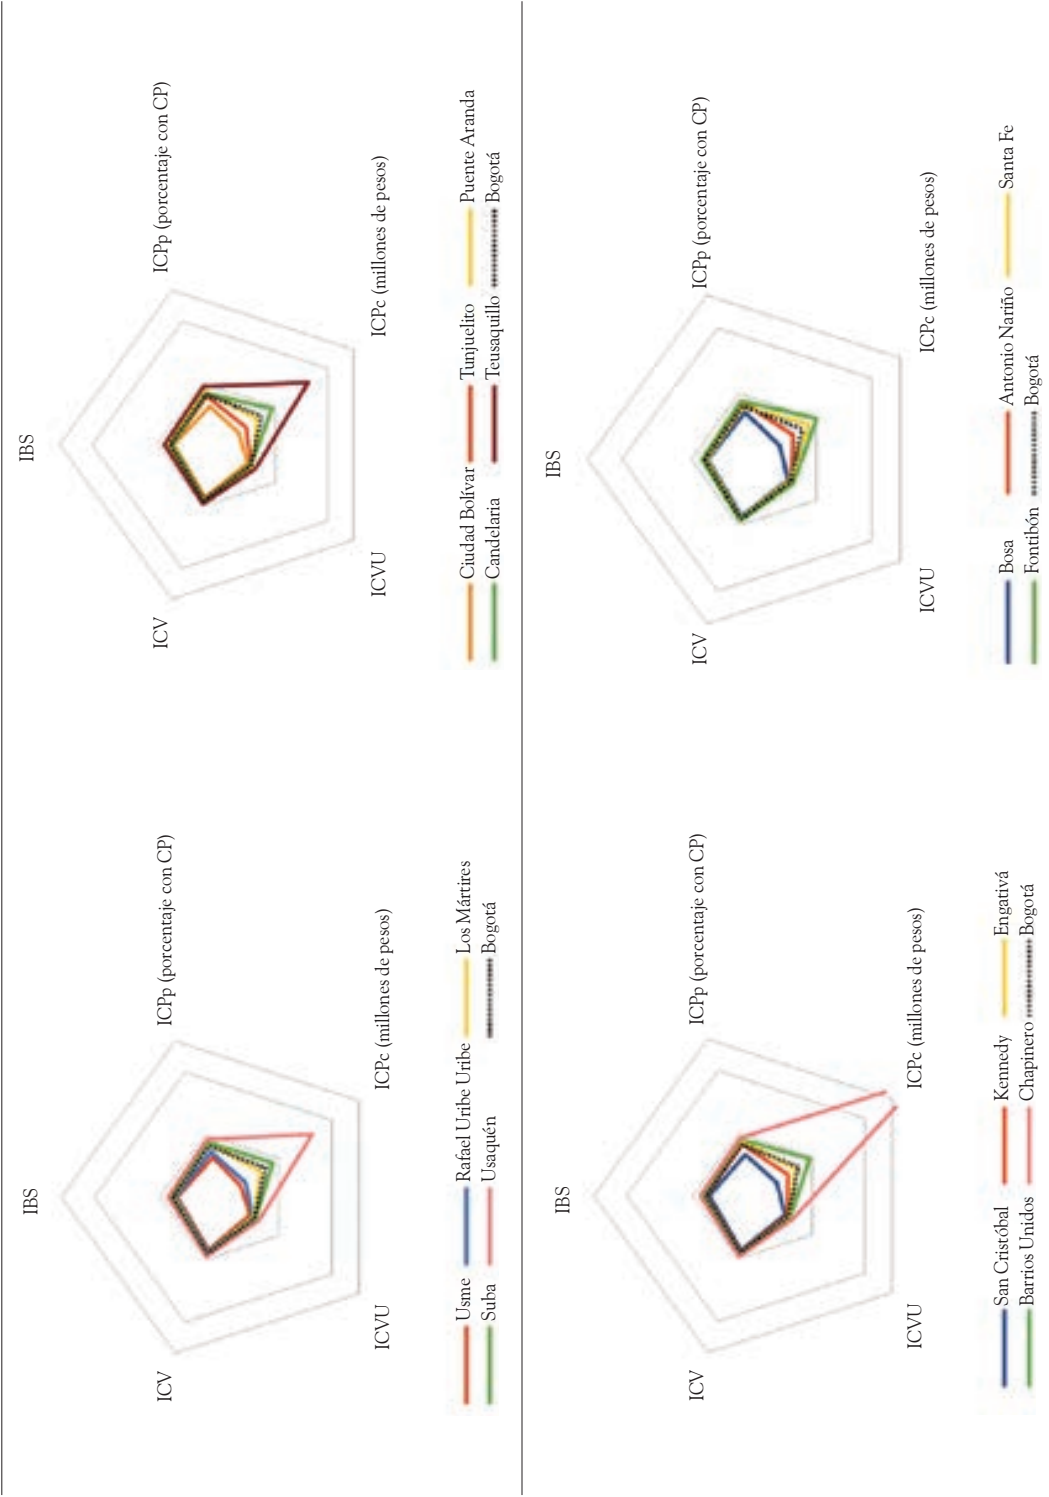 IBS
ICPp (porcentaje con CP)
ICPc (millones de pesos)
ICVU
ICV
Usme
Rafael Uribe Uribe
Los Mártires
Suba
Usaquén
Bogotá
IBS
ICPp (porcentaje con CP)
ICPc (millones de pesos)
ICVU
ICV
Ciudad Bolívar
Tunjuelito
Puente Aranda
Candelaria
Teusaquillo
Bogotá
IBS
ICPp (porcentaje con CP)
ICPc (millones de pesos)
ICVU
ICV
San Cristóbal
Kennedy
Engativá
Barrios Unidos
Chapinero
Bogotá
IBS
ICPp (porcentaje con CP)
ICPc (millones de pesos)
ICVU
ICV
Bosa
Antonio Nariño
Santa Fe
Fontibón
Bogotá